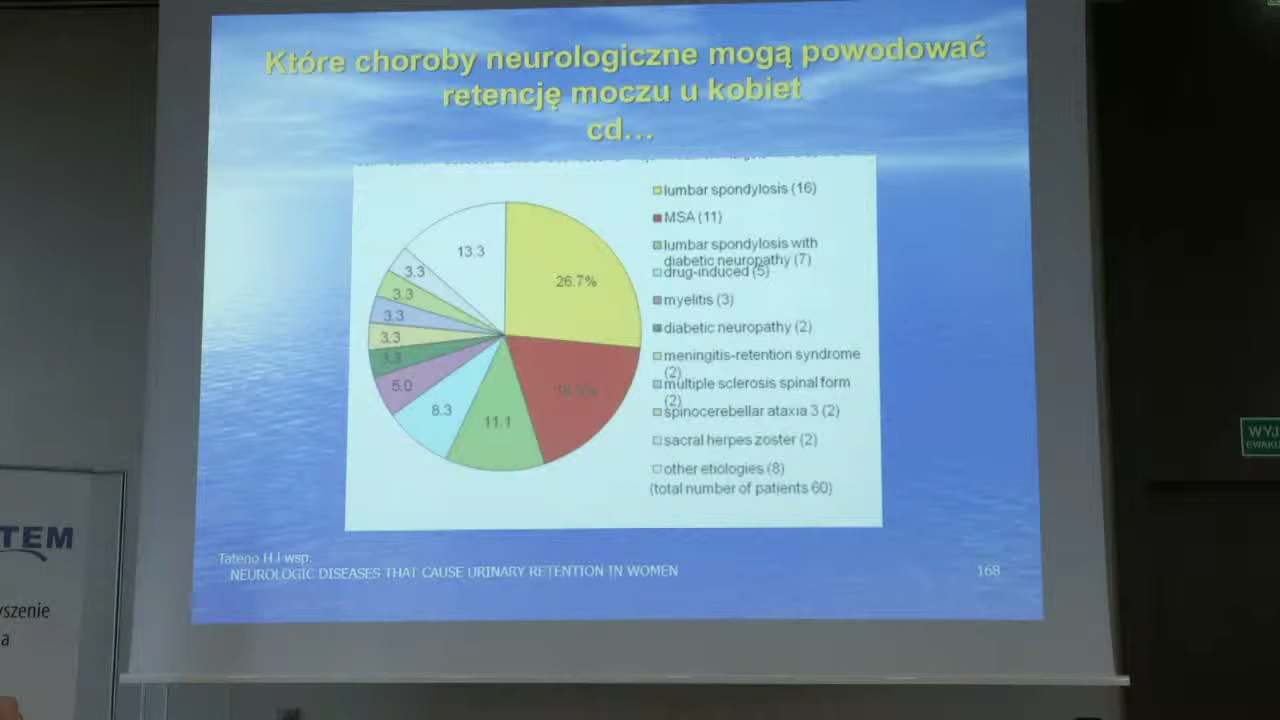 Które choroby neurologiczne mogą powodować
retencję moczu u kobiet
cd...
lumbar spondylosis (16)
MSA (11)
lumbar spondylosis with
diabetic neuropathy (7)
drug-induced (5)
myelitis (3)
diabetic neuropathy (2)
meningitis-retention syndrome
(2)
multiple sclerosis spinal form
(2)
spinocerebellar ataxia 3 (2)
sacral herpes zoster (2)
other etiologies (8)
(total number of patients 60)
13.3
26.7%
3.3
3.3
3.3
3.3
3.3
5.0
8.3
11.1
Tateno H.I wsp.
NEUROLOGIC DISEASES THAT CAUSE URINARY RETENTION IN WOMEN
168
TEM
yszenie
a
WYJ
EWAKU